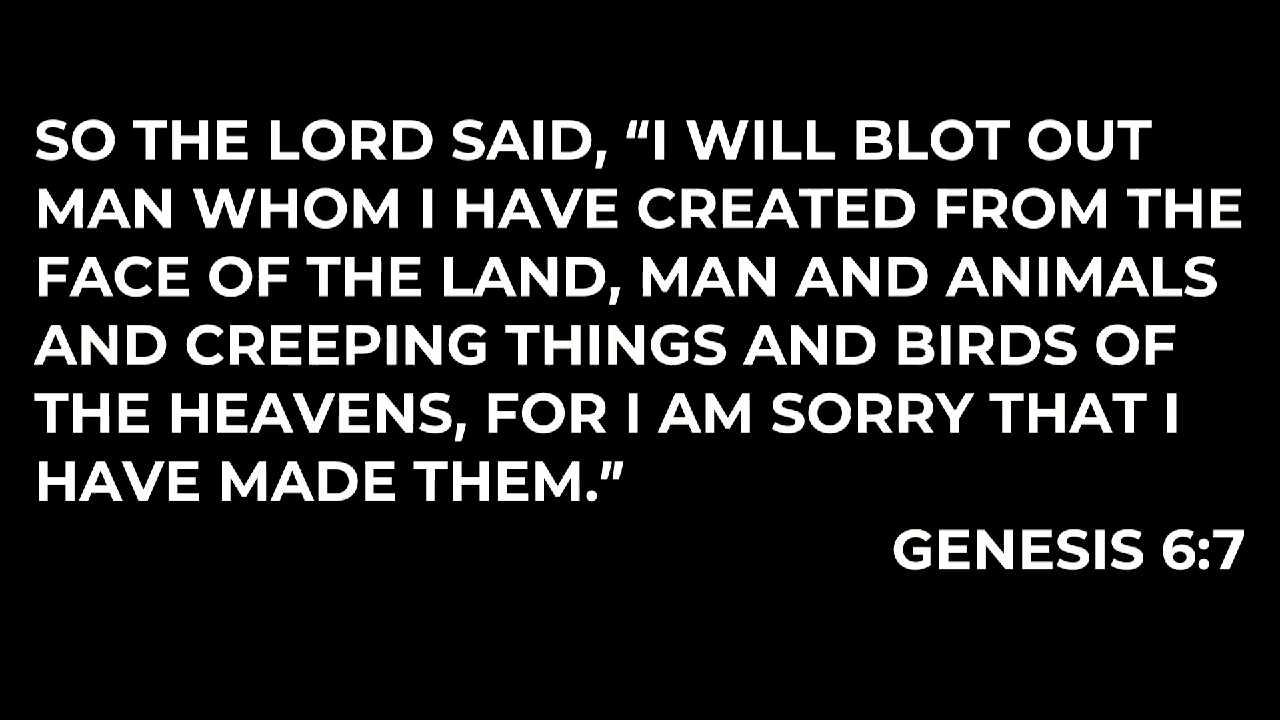 SO THE LORD SAID, “I WILL BLOT OUT
MAN WHOM I HAVE CREATED FROM THE
FACE OF THE LAND, MAN AND ANIMALS
AND CREEPING THINGS AND BIRDS OF
THE HEAVENS, FOR I AM SORRY THAT I
HAVE MADE THEM.”
GENESIS 6:7